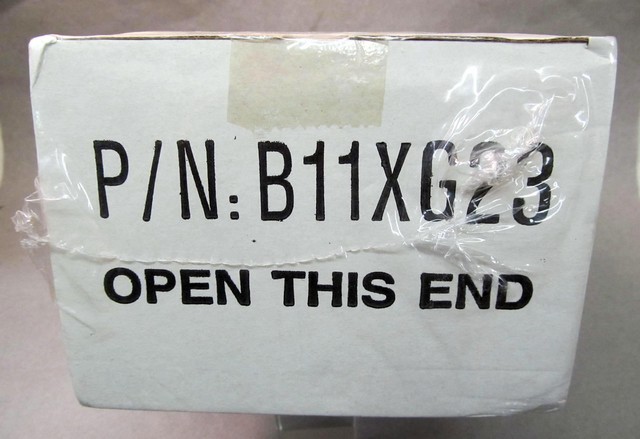 P/N: B11XG23
OPEN THIS END